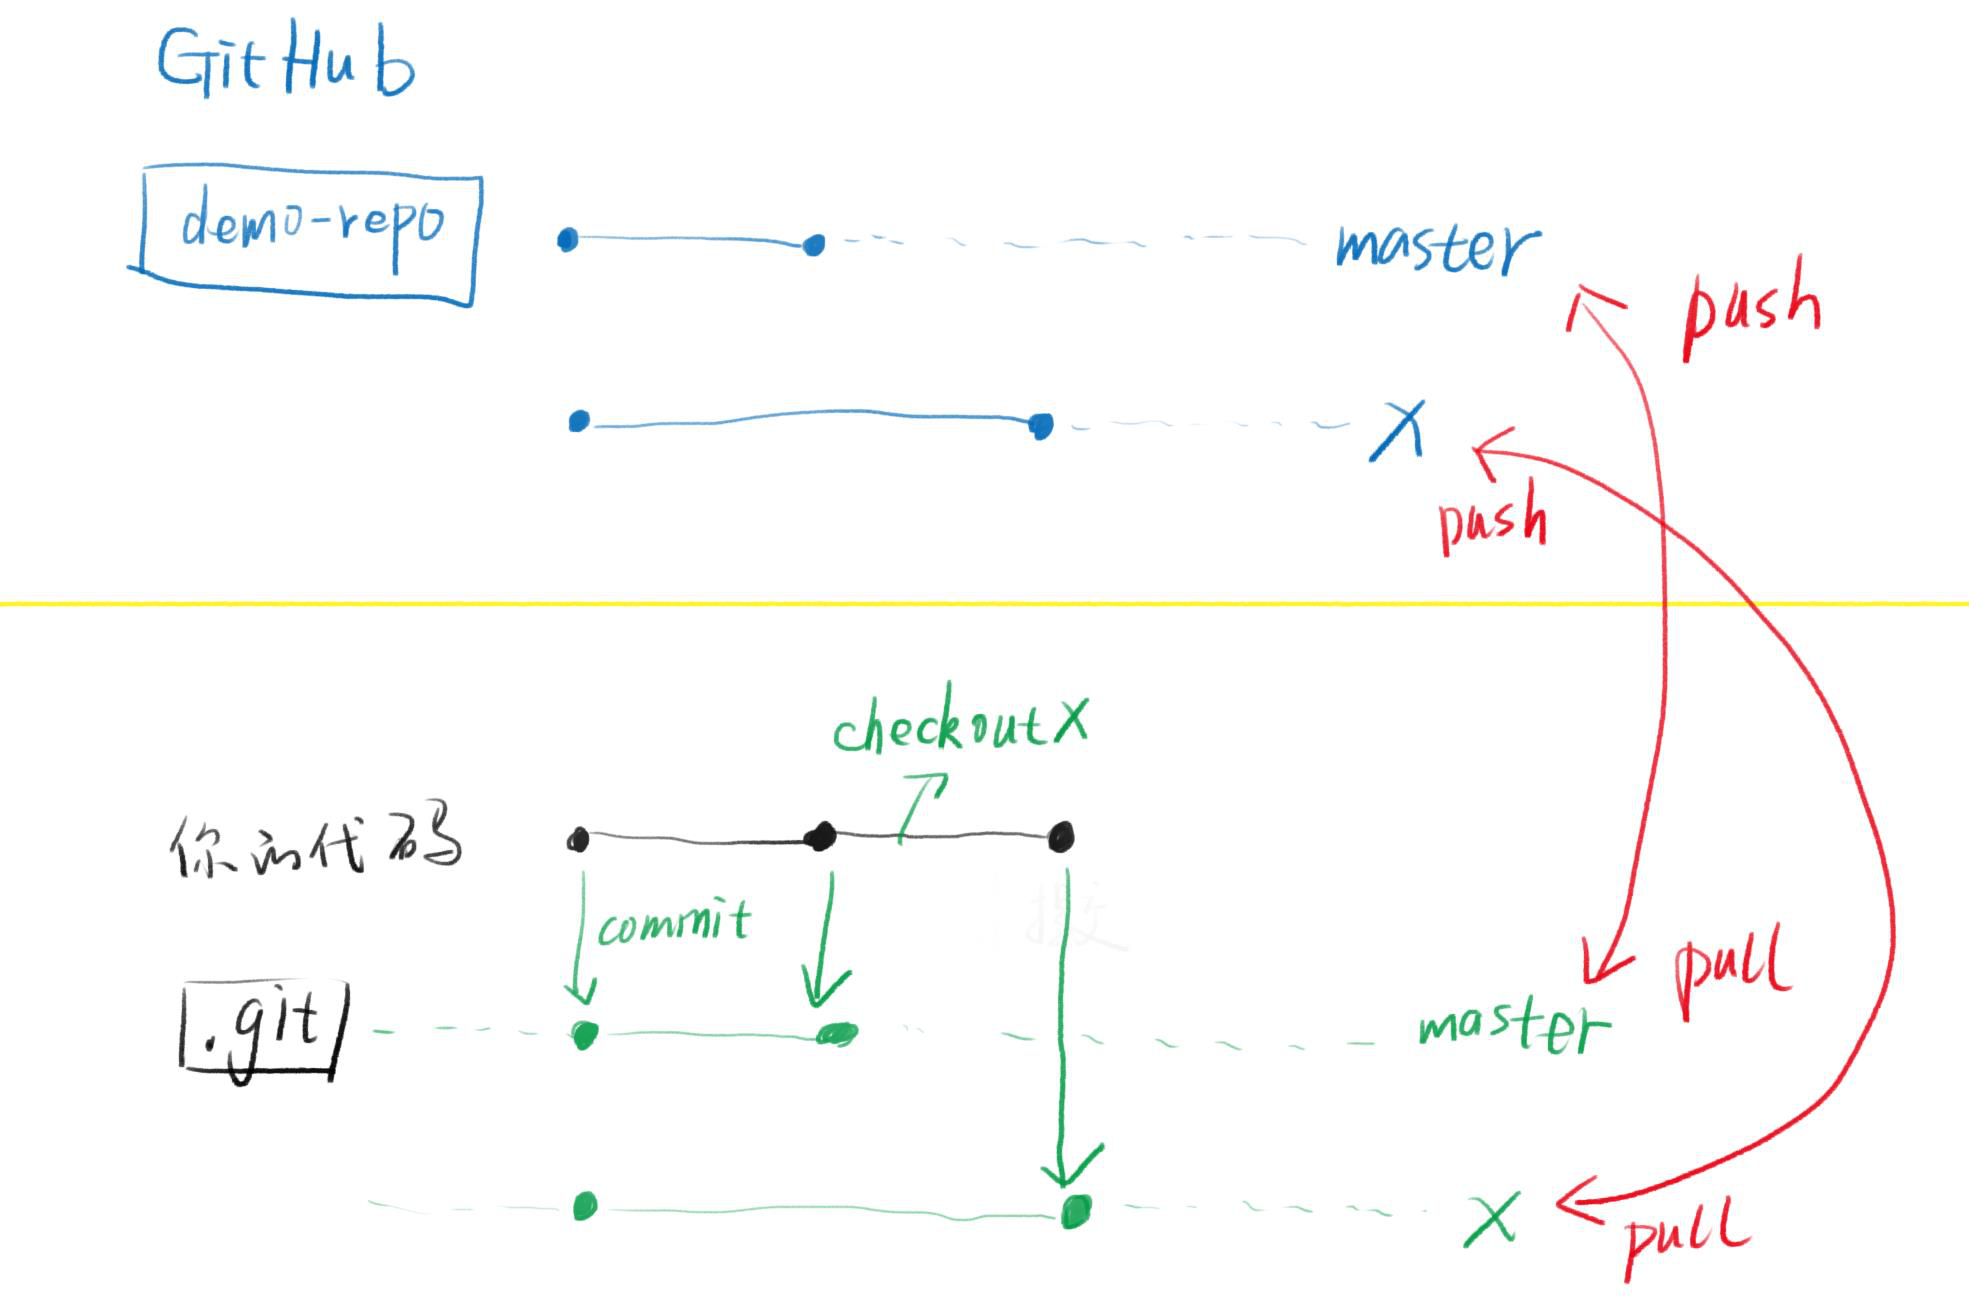 GitHub
demo-repo
master
push
X
push
checkout X
你的代码
commit
.git
master
pull
X
pull